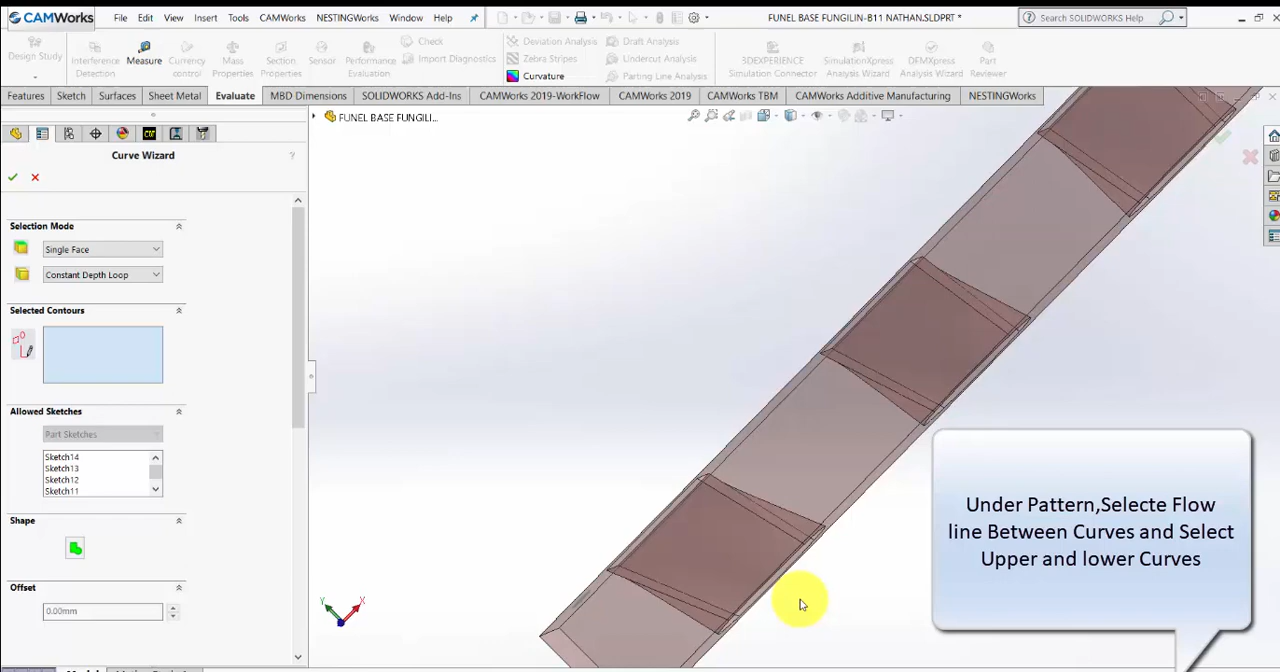 CAMWorks File Edit View Insert Tools CAMWorks NESTINGWorks Window Help FUNEL BASE FUNGILIN-B11 NATHAN.SLDPRT * Search SOLIDWORKS Help
Design Study Interference Detection Measure Currency control Mass Properties Section Properties Sensor Performance Evaluation
Check
Import Diagnostics
Deviation Analysis Draft Analysis
Zebra Stripes Undercut Analysis
Curvature Parting Line Analysis
3DEXPERIENCE Simulation Connector SimulationXpress Analysis Wizard DFMXpress Analysis Wizard Part Reviewer
Features Sketch Surfaces Sheet Metal Evaluate MBD Dimensions SOLIDWORKS Add-Ins CAMWorks 2019-WorkFlow CAMWorks 2019 CAMWorks TBM CAMWorks Additive Manufacturing NESTINGWorks
FUNEL BASE FUNGILI...
Curve Wizard ?
Selection Mode
Single Face
Constant Depth Loop
Selected Contours
Allowed Sketches
Part Sketches
Sketch14
Sketch13
Sketch12
Sketch11
Shape
Offset
0.00mm
Y X
Under Pattern,Selecte Flow
line Between Curves and Select
Upper and lower Curves